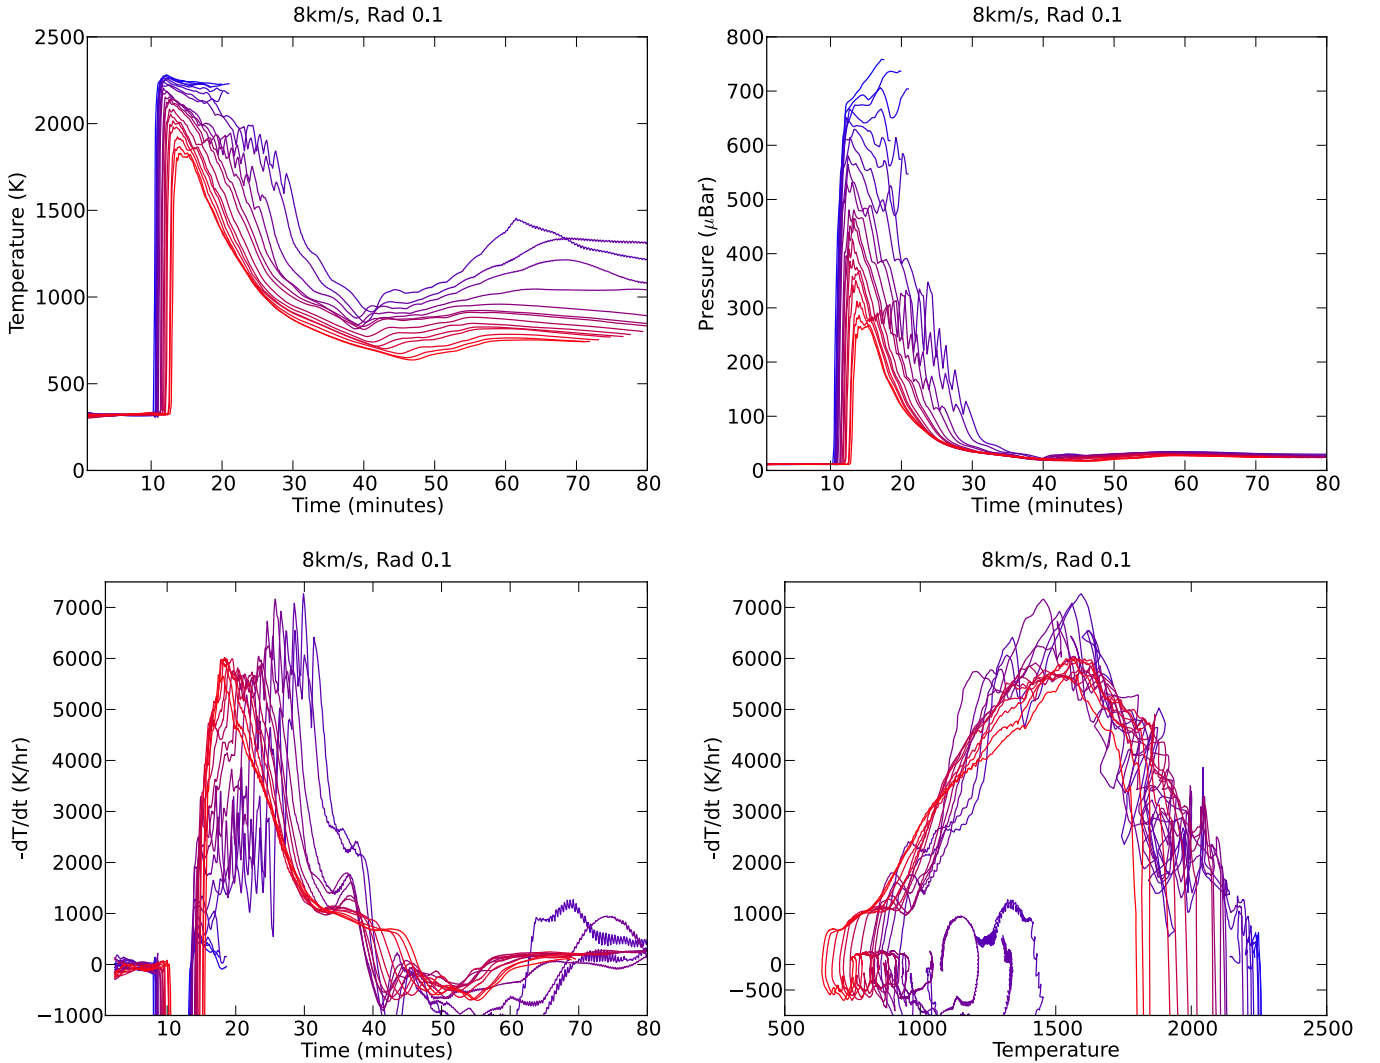 8km/s, Rad 0.1
2500
2000
1500
1000
500
0
Temperature (K)
10 20 30 40 50 60 70 80
Time (minutes)
8km/s, Rad 0.1
800
700
600
500
400
300
200
100
0
Pressure (μBar)
10 20 30 40 50 60 70 80
Time (minutes)
8km/s, Rad 0.1
7000
6000
5000
4000
3000
2000
1000
0
−1000
-dT/dt (K/hr)
10 20 30 40 50 60 70 80
Time (minutes)
8km/s, Rad 0.1
7000
6000
5000
4000
3000
2000
1000
0
−500
-dT/dt (K/hr)
500 1000 1500 2000 2500
Temperature